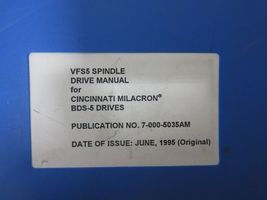 VFS5 SPINDLE
DRIVE MANUAL
for
CINCINNATI MILACRON®
BDS-5 DRIVES
PUBLICATION NO. 7-000-5035AM
DATE OF ISSUE: JUNE, 1995 (Original)